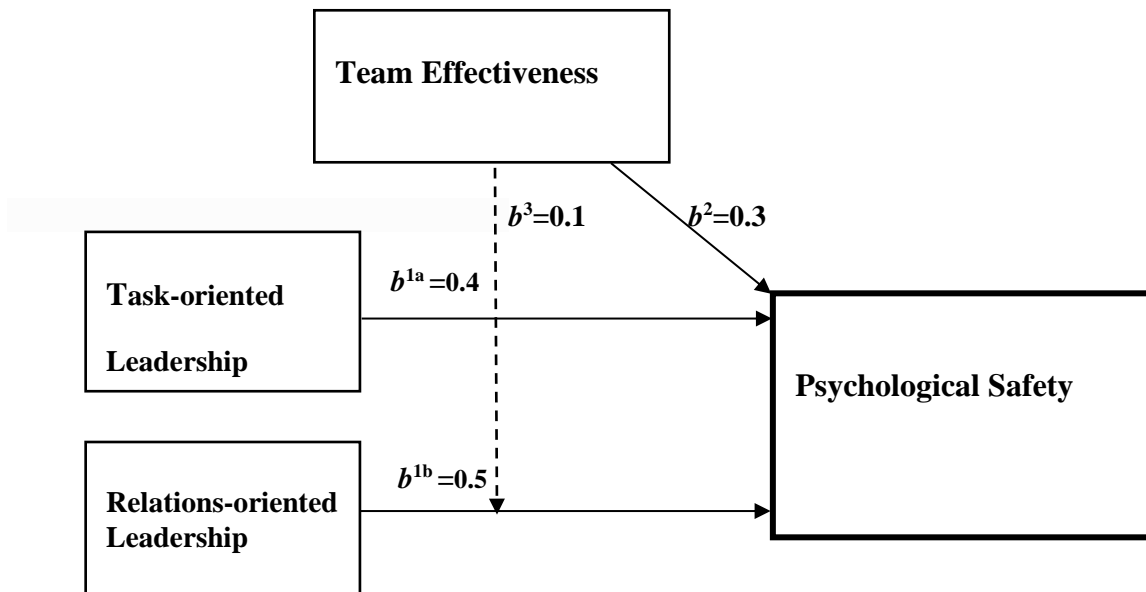 Team Effectiveness
b³=0.1
b²=0.3
Task-oriented
Leadership
b¹ᵃ =0.4
Psychological Safety
b¹ᵇ =0.5
Relations-oriented
Leadership